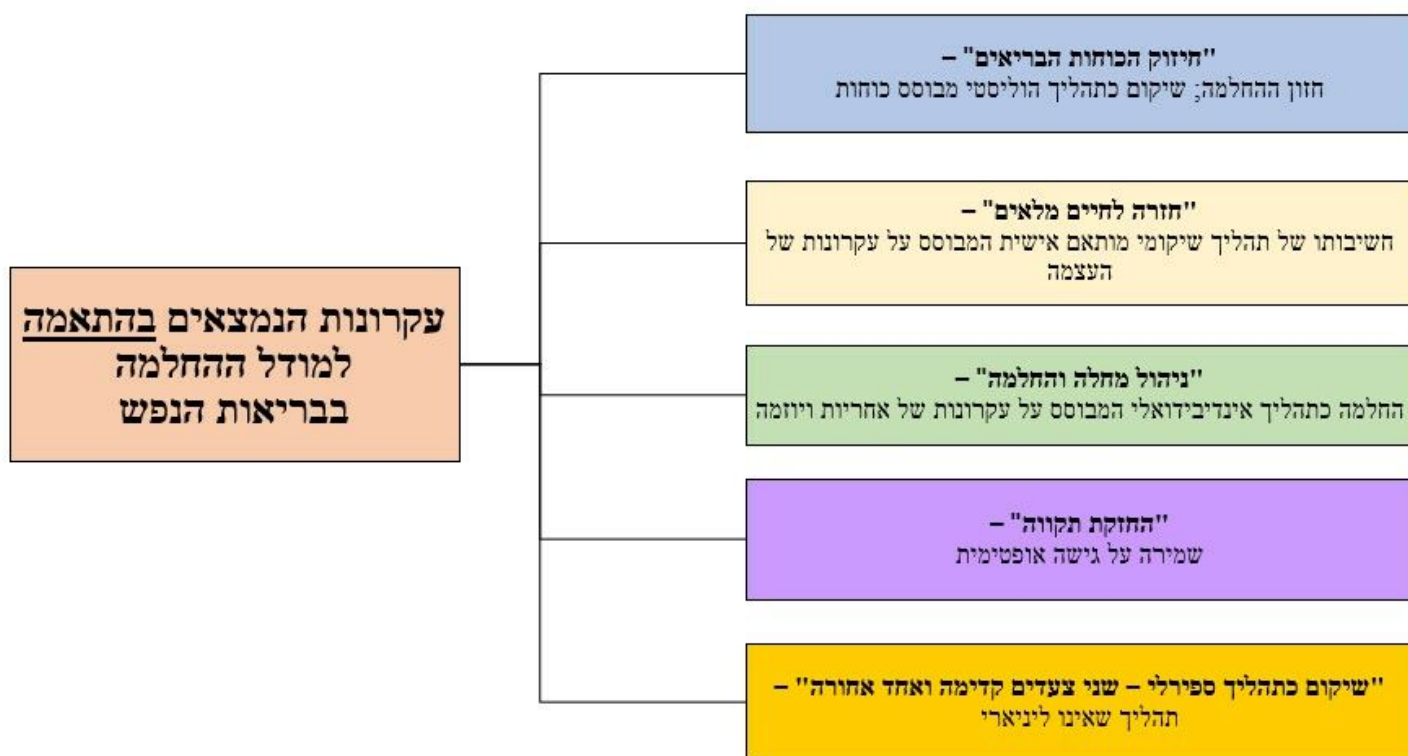 עקרונות הנמצאים בהתאמה
למודל ההחלמה
בבריאות הנפש
"חיזוק הכוחות הבריאים" –
חזון ההחלמה; שיקום כתהליך הוליסטי מבוסס כוחות
"חזרה לחיים מלאים" –
חשיבותו של תהליך שיקומי מותאם אישית המבוסס על עקרונות של
העצמה
"ניהול מחלה והחלמה" –
החלמה כתהליך אינדיבידואלי המבוסס על עקרונות של אחריות ויוזמה
"החזקת תקווה" –
שמירה על גישה אופטימית
"שיקום כתהליך ספירלי – שני צעדים קדימה ואחד אחורה" –
תהליך שאינו ליניארי